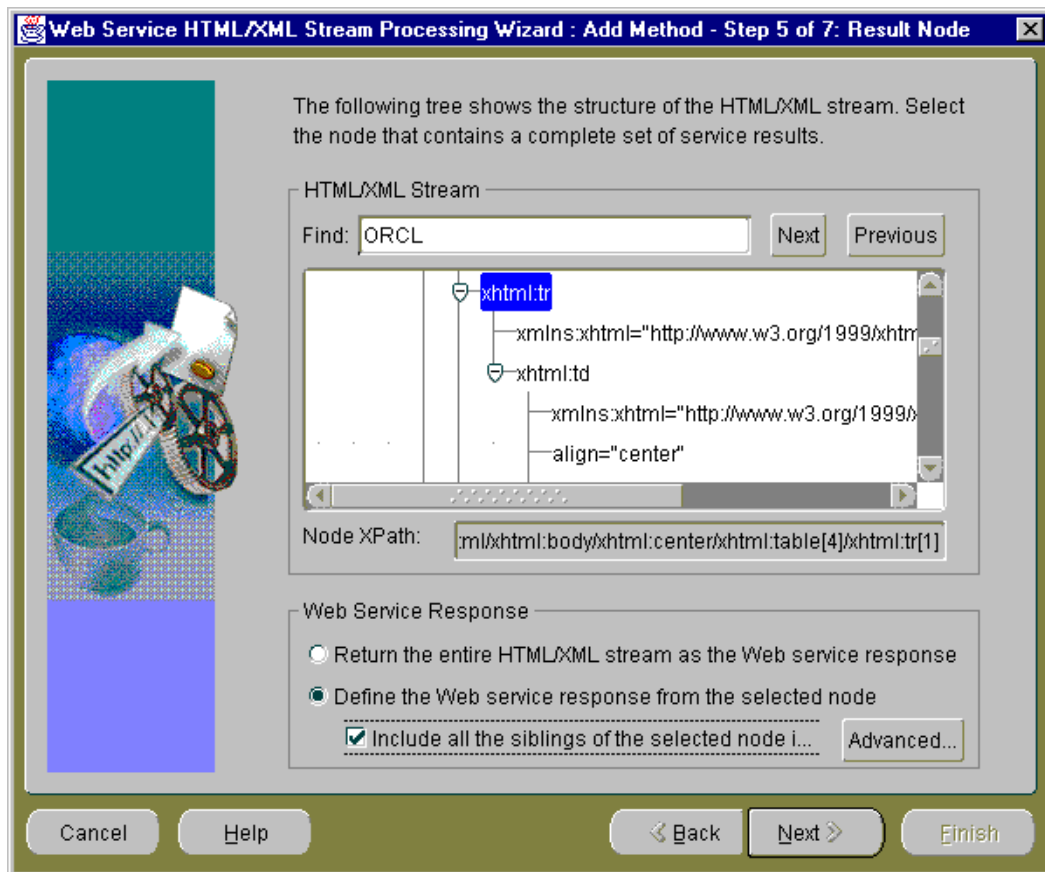 Web Service HTML/XML Stream Processing Wizard : Add Method - Step 5 of 7: Result Node
The following tree shows the structure of the HTML/XML stream. Select
the node that contains a complete set of service results.
HTML/XML Stream
Find: ORCL Next Previous
xhtml:tr
xmlns:xhtml="http://www.w3.org/1999/xhtm
xhtml:td
xmlns:xhtml="http://www.w3.org/1999/x
align="center"
Node XPath: :ml/xhtml:body/xhtml:center/xhtml:table[4]/xhtml:tr[1]
Web Service Response
Return the entire HTML/XML stream as the Web service response
Define the Web service response from the selected node
Include all the siblings of the selected node i... Advanced...
http://
Cancel Help Back Next Finish